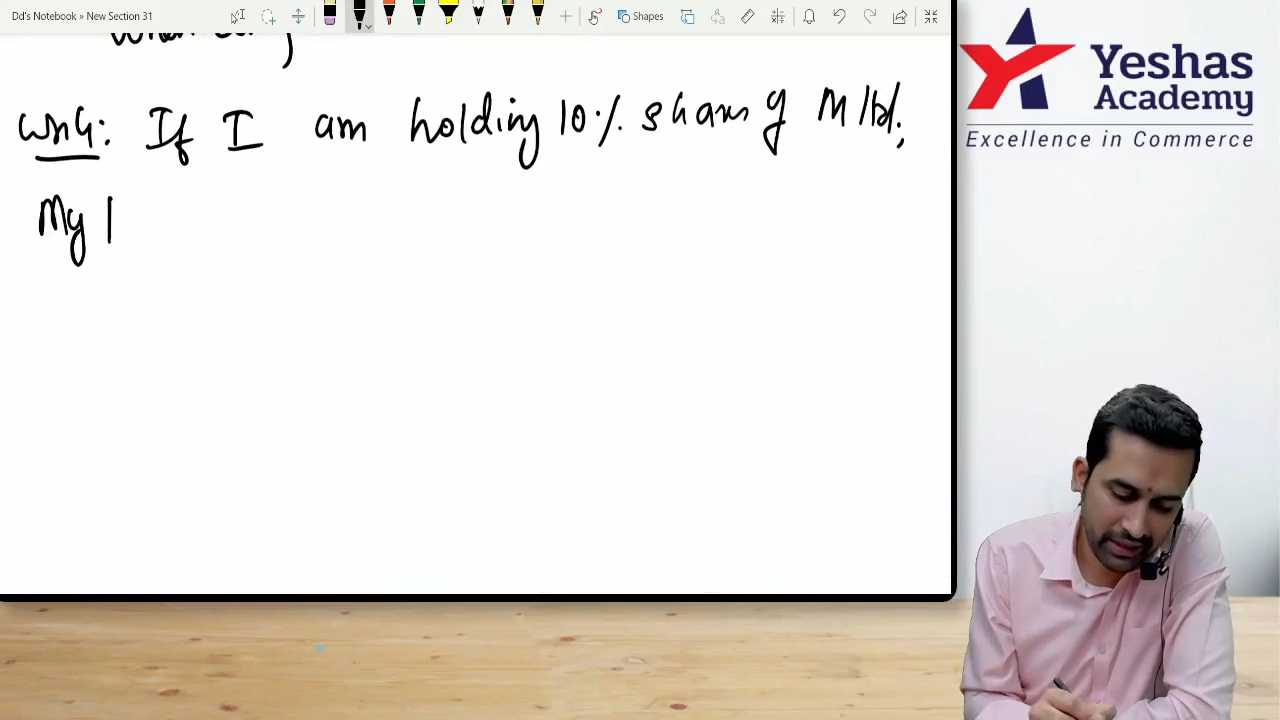 Dd's Notebook » New Section 31
Shapes
Yeshas
Academy
Excellence in Commerce
WN4: If I am holding 10% shares of M ltd;
My